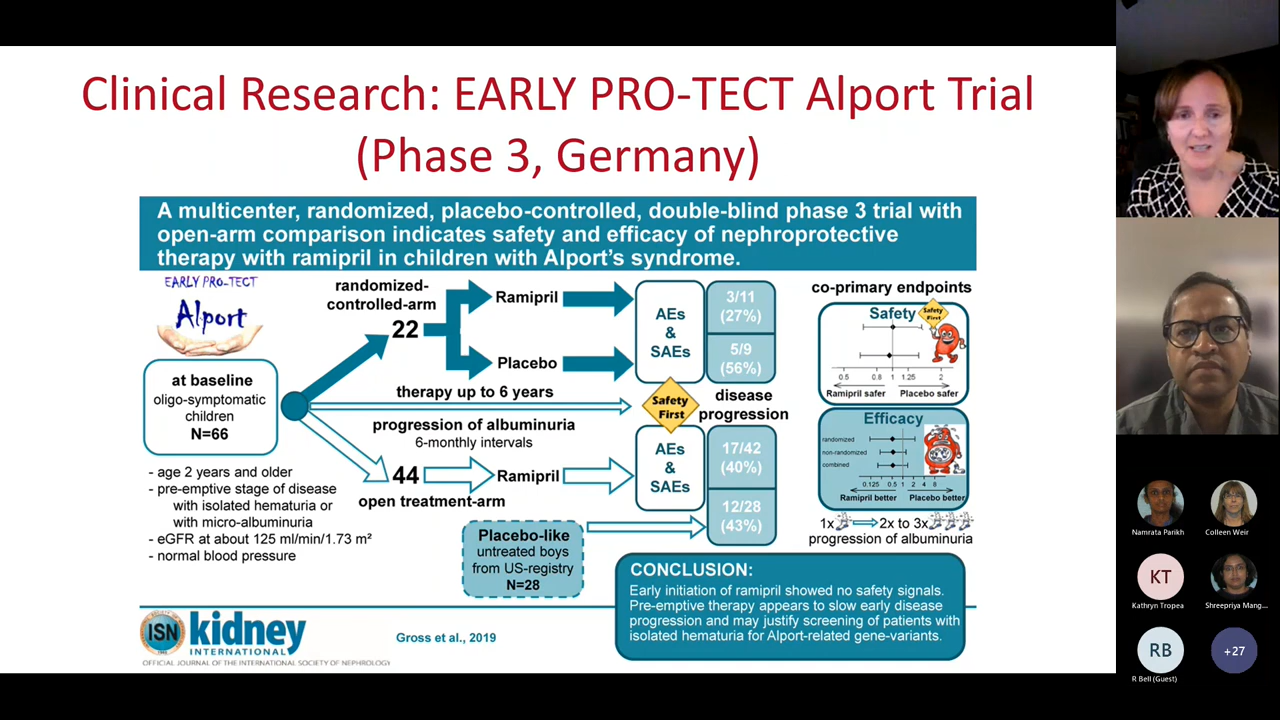 Clinical Research: EARLY PRO-TECT Alport Trial
(Phase 3, Germany)
A multicenter, randomized, placebo-controlled, double-blind phase 3 trial with
open-arm comparison indicates safety and efficacy of nephroprotective
therapy with ramipril in children with Alport's syndrome.
EARLY PRO-TECT
Alport
at baseline
oligo-symptomatic
children
N=66
- age 2 years and older
- pre-emptive stage of disease
with isolated hematuria or
with micro-albuminuria
- eGFR at about 125 ml/min/1.73 m²
- normal blood pressure
randomized-
controlled-arm
22
Ramipril
Placebo
therapy up to 6 years
progression of albuminuria
6-monthly intervals
44
Ramipril
open treatment-arm
Placebo-like
untreated boys
from US-registry
N=28
AEs
&
SAEs
3/11
(27%)
5/9
(56%)
Safety
First
disease
progression
AEs
&
SAEs
17/42
(40%)
12/28
(43%)
co-primary endpoints
Safety
Safety
First
0.5 0.8 1 1.25 2
Ramipril safer Placebo safer
Efficacy
randomized
non-randomized
combined
0.125 0.5 1 2 4 8
Ramipril better Placebo better
1x 2x to 3x
progression of albuminuria
CONCLUSION:
Early initiation of ramipril showed no safety signals.
Pre-emptive therapy appears to slow early disease
progression and may justify screening of patients with
isolated hematuria for Alport-related gene-variants.
ISN
kidney
INTERNATIONAL
OFFICIAL JOURNAL OF THE INTERNATIONAL SOCIETY OF NEPHROLOGY
Gross et al., 2019
Namrata Parikh
Colleen Weir
KT
Kathryn Tropea
Shreepriya Mang...
RB
R Bell (Guest)
+27